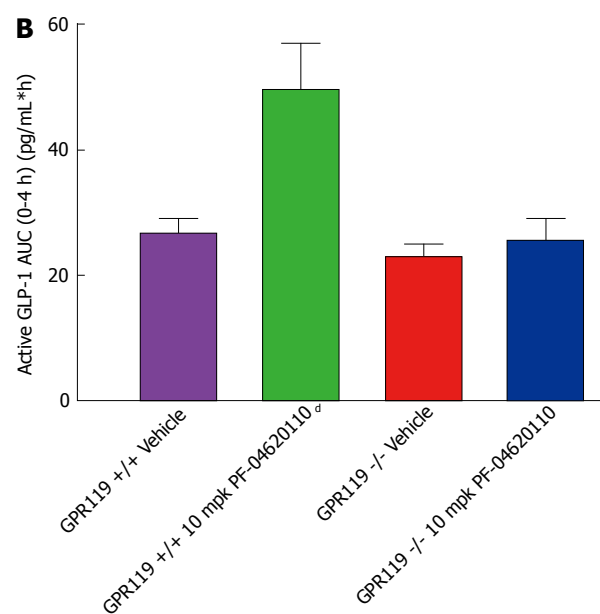 B
Active GLP-1 AUC (0-4 h) (pg/mL*h)
60
40
20
0
GPR119 +/+ Vehicle
GPR119 +/+ 10 mpk PF-04620110 d
GPR119 -/- Vehicle
GPR119 -/- 10 mpk PF-04620110